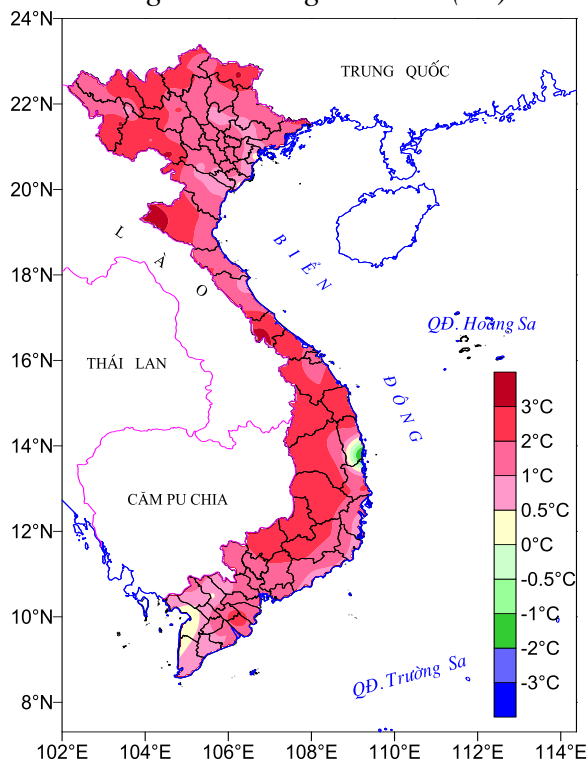 24°N
TRUNG QUỐC
22°N
20°N
LÀO
BIỂN
18°N
QĐ. Hoàng Sa
16°N
THÁI LAN
ĐÔNG
3°C
2°C
14°N
1°C
CĂM PU CHIA
0.5°C
12°N
0°C
-0.5°C
10°N
-1°C
-2°C
QĐ. Trường Sa
-3°C
8°N
102°E 104°E 106°E 108°E 110°E 112°E 114°E